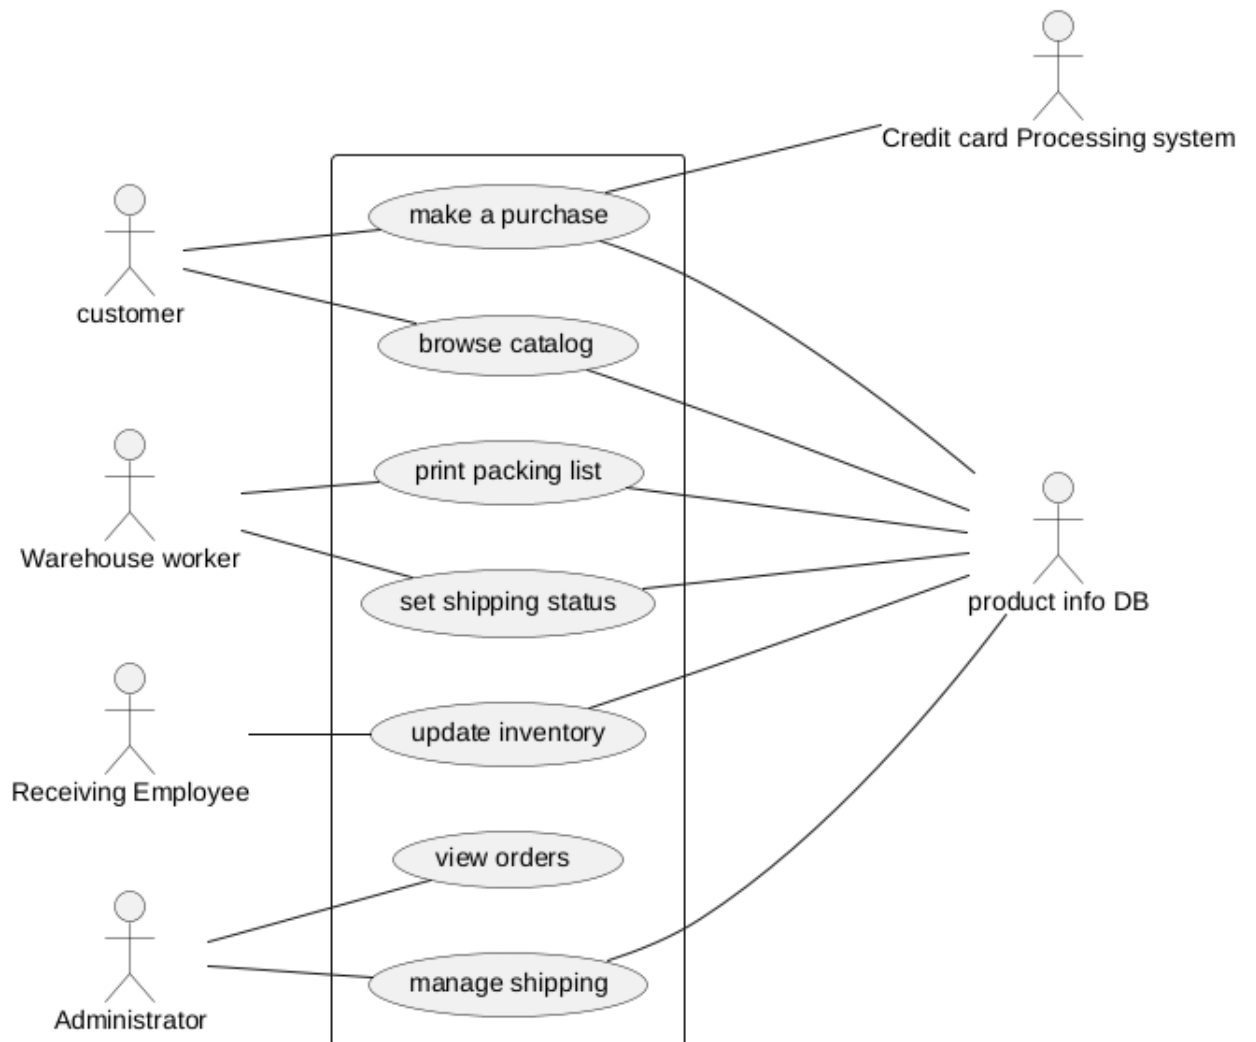 Credit card Processing system
make a purchase
customer
browse catalog
print packing list
Warehouse worker
set shipping status
product info DB
update inventory
Receiving Employee
view orders
manage shipping
Administrator